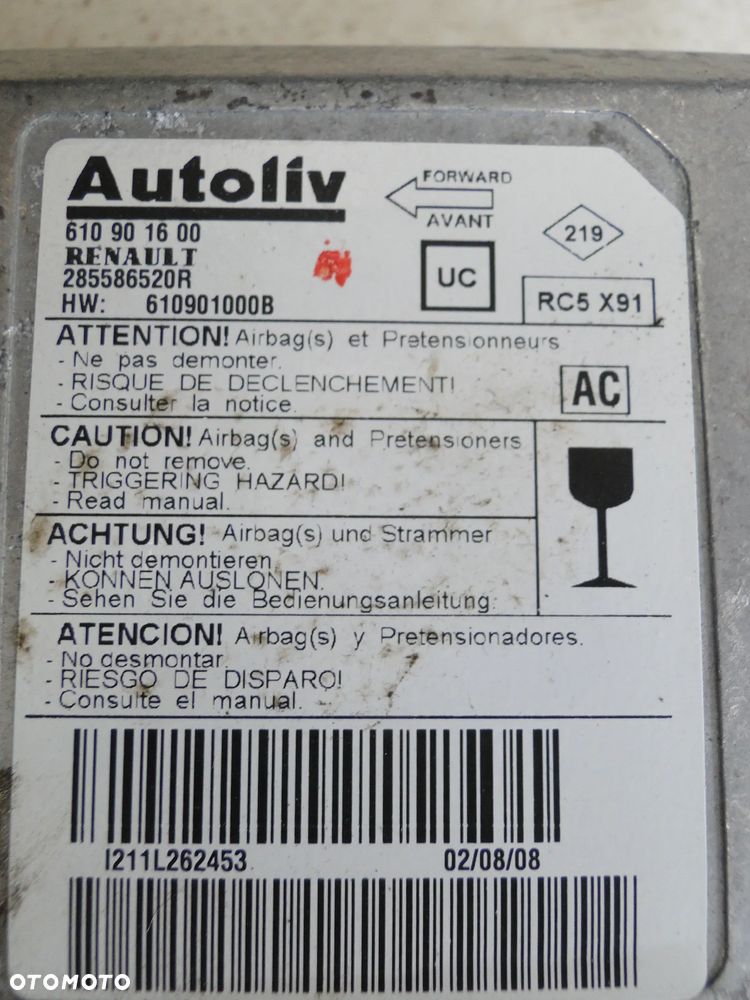 Autoliv
FORWARD
AVANT
610 90 16 00
RENAULT
285586520R
HW: 610901000B
UC
219
RC5 X91
ATTENTION! Airbag(s) et Pretensionneurs
- Ne pas demonter.
- RISQUE DE DECLENCHEMENT!
- Consulter la notice.
AC
CAUTION! Airbag(s) and Pretensioners
- Do not remove.
- TRIGGERING HAZARD!
- Read manual.
ACHTUNG! Airbag(s) und Strammer
- Nicht demontieren
- KONNEN AUSLONEN.
- Sehen Sie die Bedienungsanleitung.
ATENCION! Airbag(s) y Pretensionadores.
- No desmontar.
- RIESGO DE DISPARO!
- Consulte el manual.
I211L262453 02/08/08
OTOMOTO